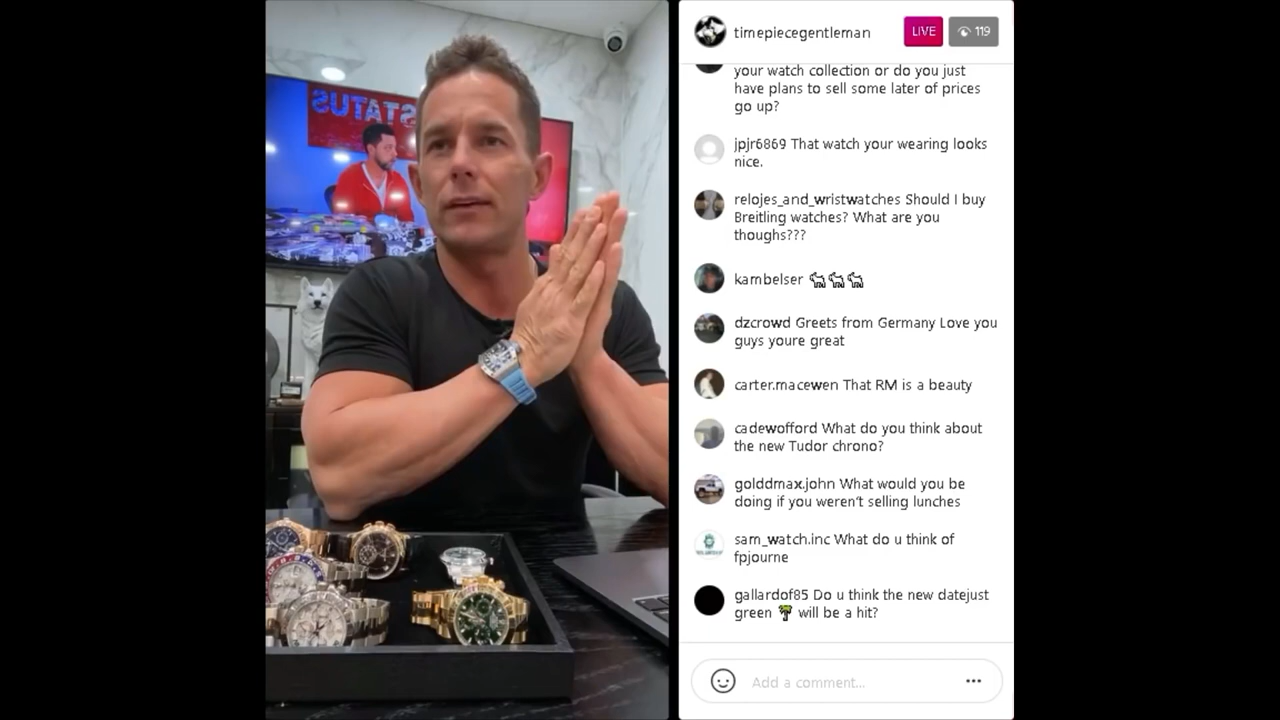 STATUS
timepiecegentleman
LIVE
119
your watch collection or do you just
have plans to sell some later of prices
go up?
jpjr6869 That watch your wearing looks
nice.
relojes_and_wristwatches Should I buy
Breitling watches? What are you
thoughs???
kambelser 🐐🐐🐐
dzcrowd Greets from Germany Love you
guys youre great
carter.macewen That RM is a beauty
cadewofford What do you think about
the new Tudor chrono?
golddmax.john What would you be
doing if you weren't selling lunches
sam_watch.inc What do u think of
fpjourne
gallardof85 Do u think the new datejust
green 🌴 will be a hit?
Add a comment...